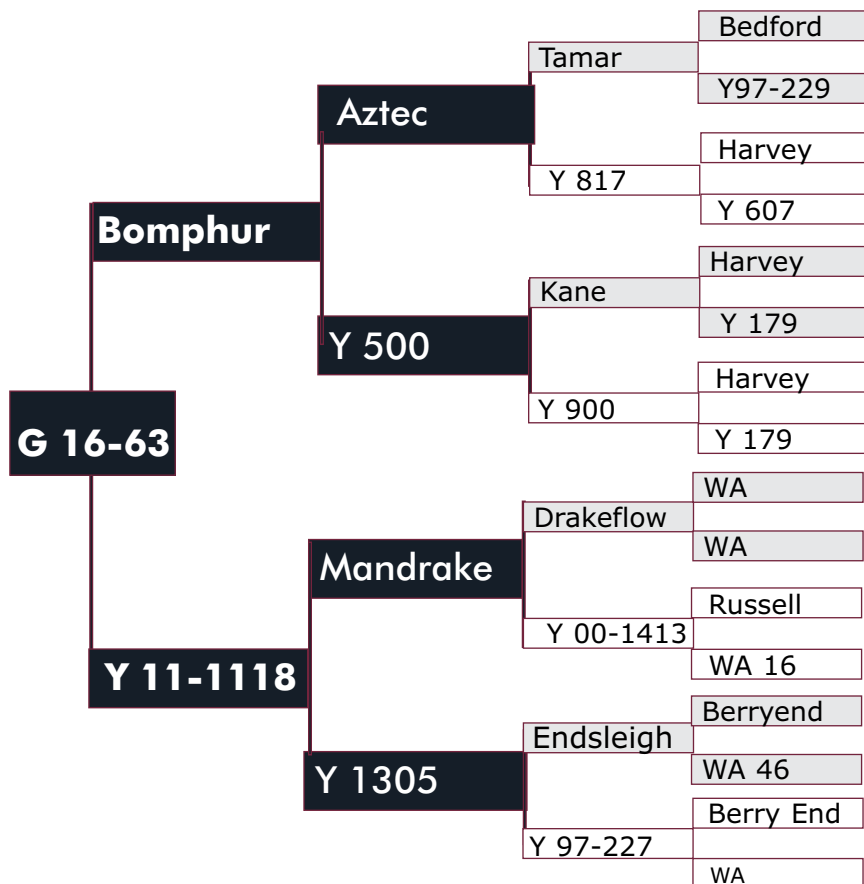 Bedford
Tamar
Y97-229
Aztec
Harvey
Y 817
Y 607
Bomphur
Harvey
Kane
Y 179
Y 500
Harvey
Y 900
Y 179
G 16-63
WA
Drakeflow
WA
Mandrake
Russell
Y 00-1413
WA 16
Y 11-1118
Berryend
Endsleigh
WA 46
Y 1305
Berry End
Y 97-227
WA